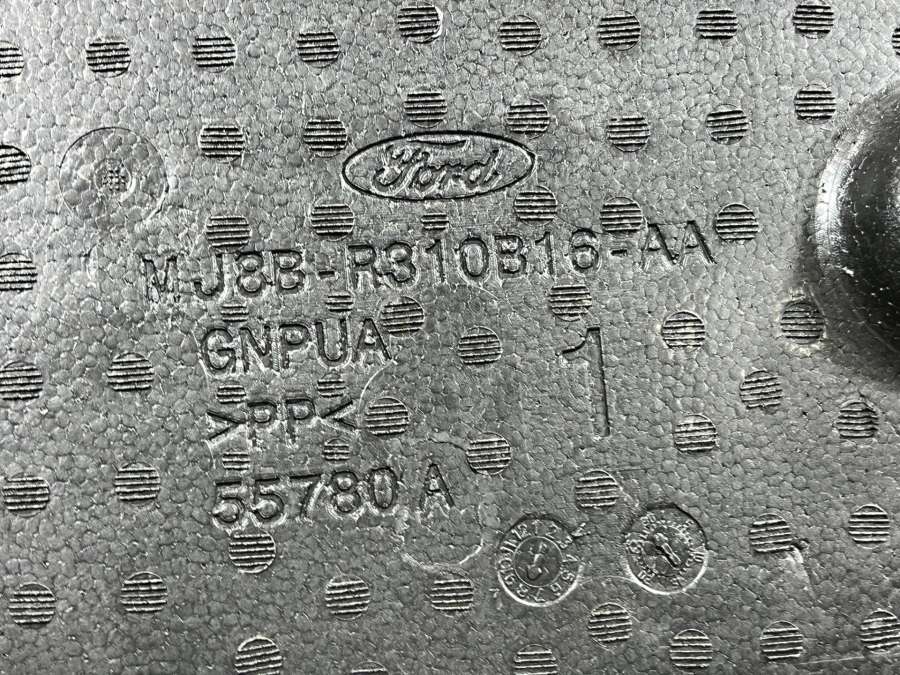 Ford
MJ8B-R310B16-AA
GNPUA
1
>PP<
55780 A